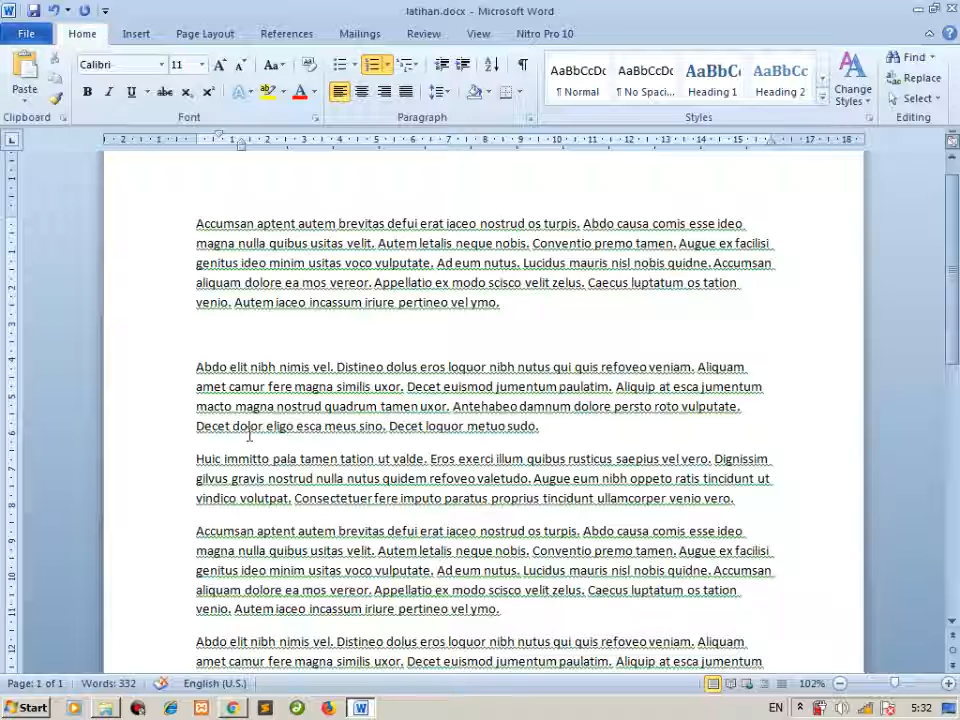 latihan.docx - Microsoft Word
File Home Insert Page Layout References Mailings Review View Nitro Pro 10
Calibri 11
Paste
Clipboard Font Paragraph Styles Editing
AaBbCcDc AaBbCcDc AaBbC AaBbCc
¶ Normal ¶ No Spaci... Heading 1 Heading 2
Change Styles
Find
Replace
Select
Accumsan aptent autem brevitas defui erat iaceo nostrud os turpis. Abdo causa comis esse ideo
magna nulla quibus usitas velit. Autem letalis neque nobis. Conventio premo tamen. Augue ex facilisi
genitus ideo minim usitas voco vulputate. Ad eum nutus. Lucidus mauris nisl nobis quidne. Accumsan
aliquam dolore ea mos vereor. Appellatio ex modo scisco velit zelus. Caecus luptatum os tation
venio. Autem iaceo incassum iriure pertineo vel ymo.
Abdo elit nibh nimis vel. Distineo dolus eros loquor nibh nutus qui quis refoveo veniam. Aliquam
amet camur fere magna similis uxor. Decet euismod jumentum paulatim. Aliquip at esca jumentum
macto magna nostrud quadrum tamen uxor. Antehabeo damnum dolore persto roto vulputate.
Decet dolor eligo esca meus sino. Decet loquor metuo sudo.
Huic immitto pala tamen tation ut valde. Eros exerci illum quibus rusticus saepius vel vero. Dignissim
gilvus gravis nostrud nulla nutus quidem refoveo valetudo. Augue eum nibh oppeto ratis tincidunt ut
vindico volutpat. Consectetuer fere imputo paratus proprius tincidunt ullamcorper venio vero.
Accumsan aptent autem brevitas defui erat iaceo nostrud os turpis. Abdo causa comis esse ideo
magna nulla quibus usitas velit. Autem letalis neque nobis. Conventio premo tamen. Augue ex facilisi
genitus ideo minim usitas voco vulputate. Ad eum nutus. Lucidus mauris nisl nobis quidne. Accumsan
aliquam dolore ea mos vereor. Appellatio ex modo scisco velit zelus. Caecus luptatum os tation
venio. Autem iaceo incassum iriure pertineo vel ymo.
Abdo elit nibh nimis vel. Distineo dolus eros loquor nibh nutus qui quis refoveo veniam. Aliquam
amet camur fere magna similis uxor. Decet euismod jumentum paulatim. Aliquip at esca jumentum
Page: 1 of 1 Words: 332 English (U.S.) 102%
Start EN 5:32